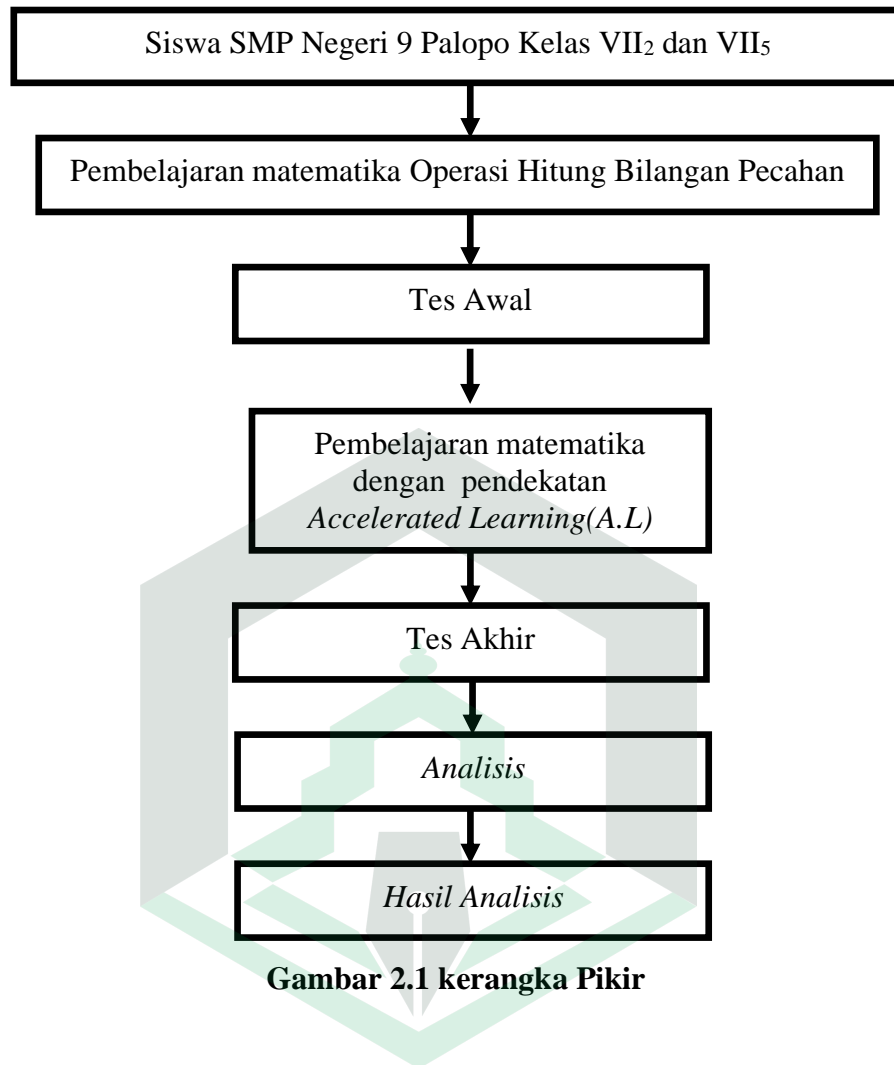 Siswa SMP Negeri 9 Palopo Kelas VII₂ dan VII₅
Pembelajaran matematika Operasi Hitung Bilangan Pecahan
Tes Awal
Pembelajaran matematika
dengan pendekatan
Accelerated Learning(A.L)
Tes Akhir
Analisis
Hasil Analisis
Gambar 2.1 kerangka Pikir